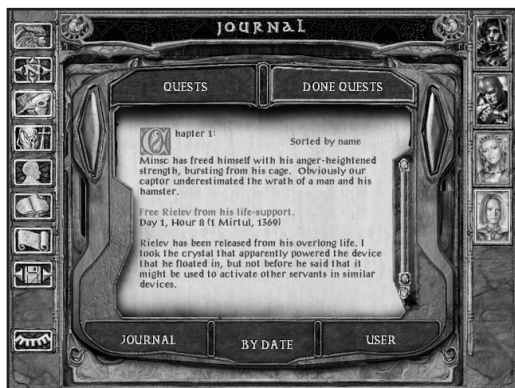 JOURNAL
QUESTS
DONE QUESTS
Chapter 1:
Sorted by name
Minsc has freed himself with his anger-heightened
strength, bursting from his cage. Obviously our
captor underestimated the wrath of a man and his
hamster.
Free Rielev from his life-support.
Day 1, Hour 8 (1 Mirtul, 1369)
Rielev has been released from his overlong life. I
took the crystal that apparently powered the device
that he floated in, but not before he said that it
might be used to activate other servants in similar
devices.
JOURNAL
BY DATE
USER